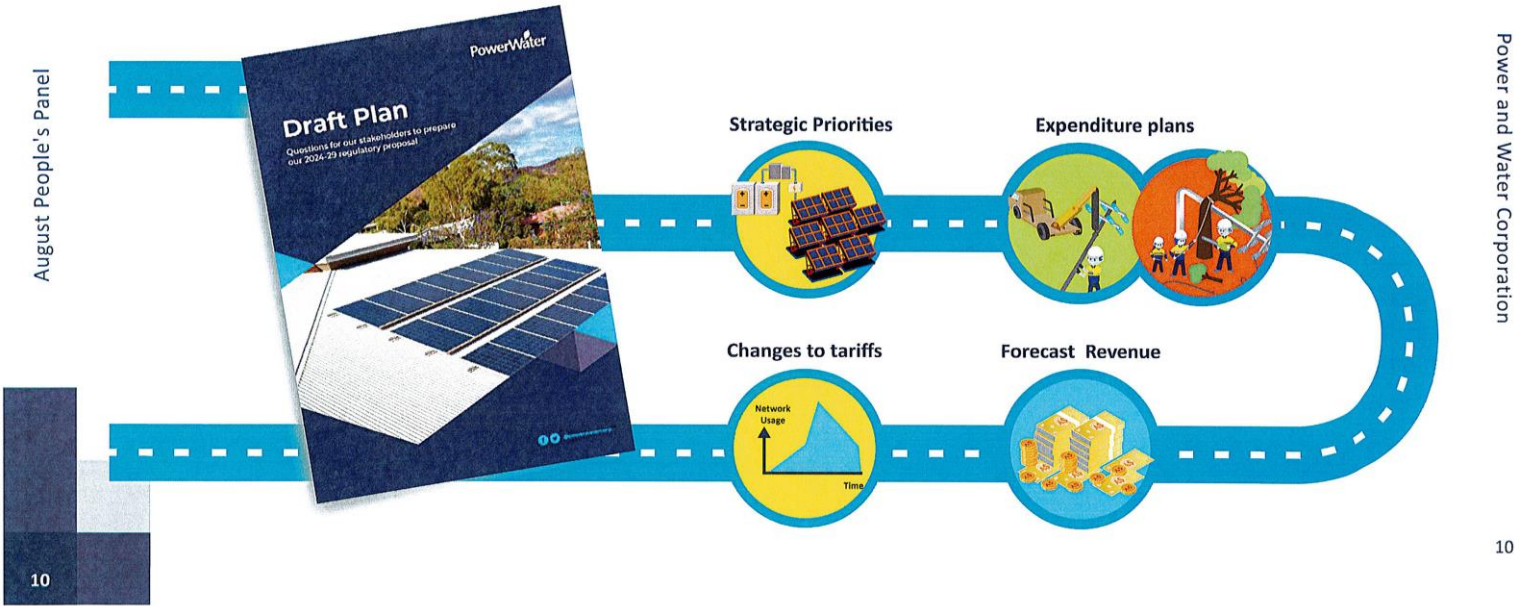 August People's Panel
PowerWater
Draft Plan
Questions for our stakeholders to prepare
our 2024-29 regulatory proposal
Strategic Priorities
Expenditure plans
Changes to tariffs
Network
Usage
Time
Forecast Revenue
10
Power and Water Corporation
10